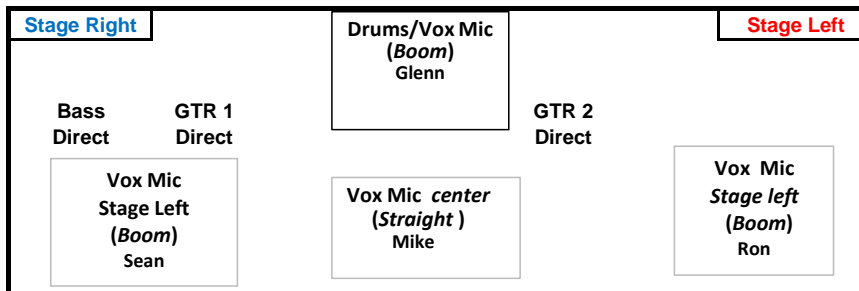 Stage Right
Drums/Vox Mic
(Boom)
Glenn
Stage Left
Bass
Direct
GTR 1
Direct
GTR 2
Direct
Vox Mic
Stage Left
(Boom)
Sean
Vox Mic center
(Straight )
Mike
Vox Mic
Stage left
(Boom)
Ron